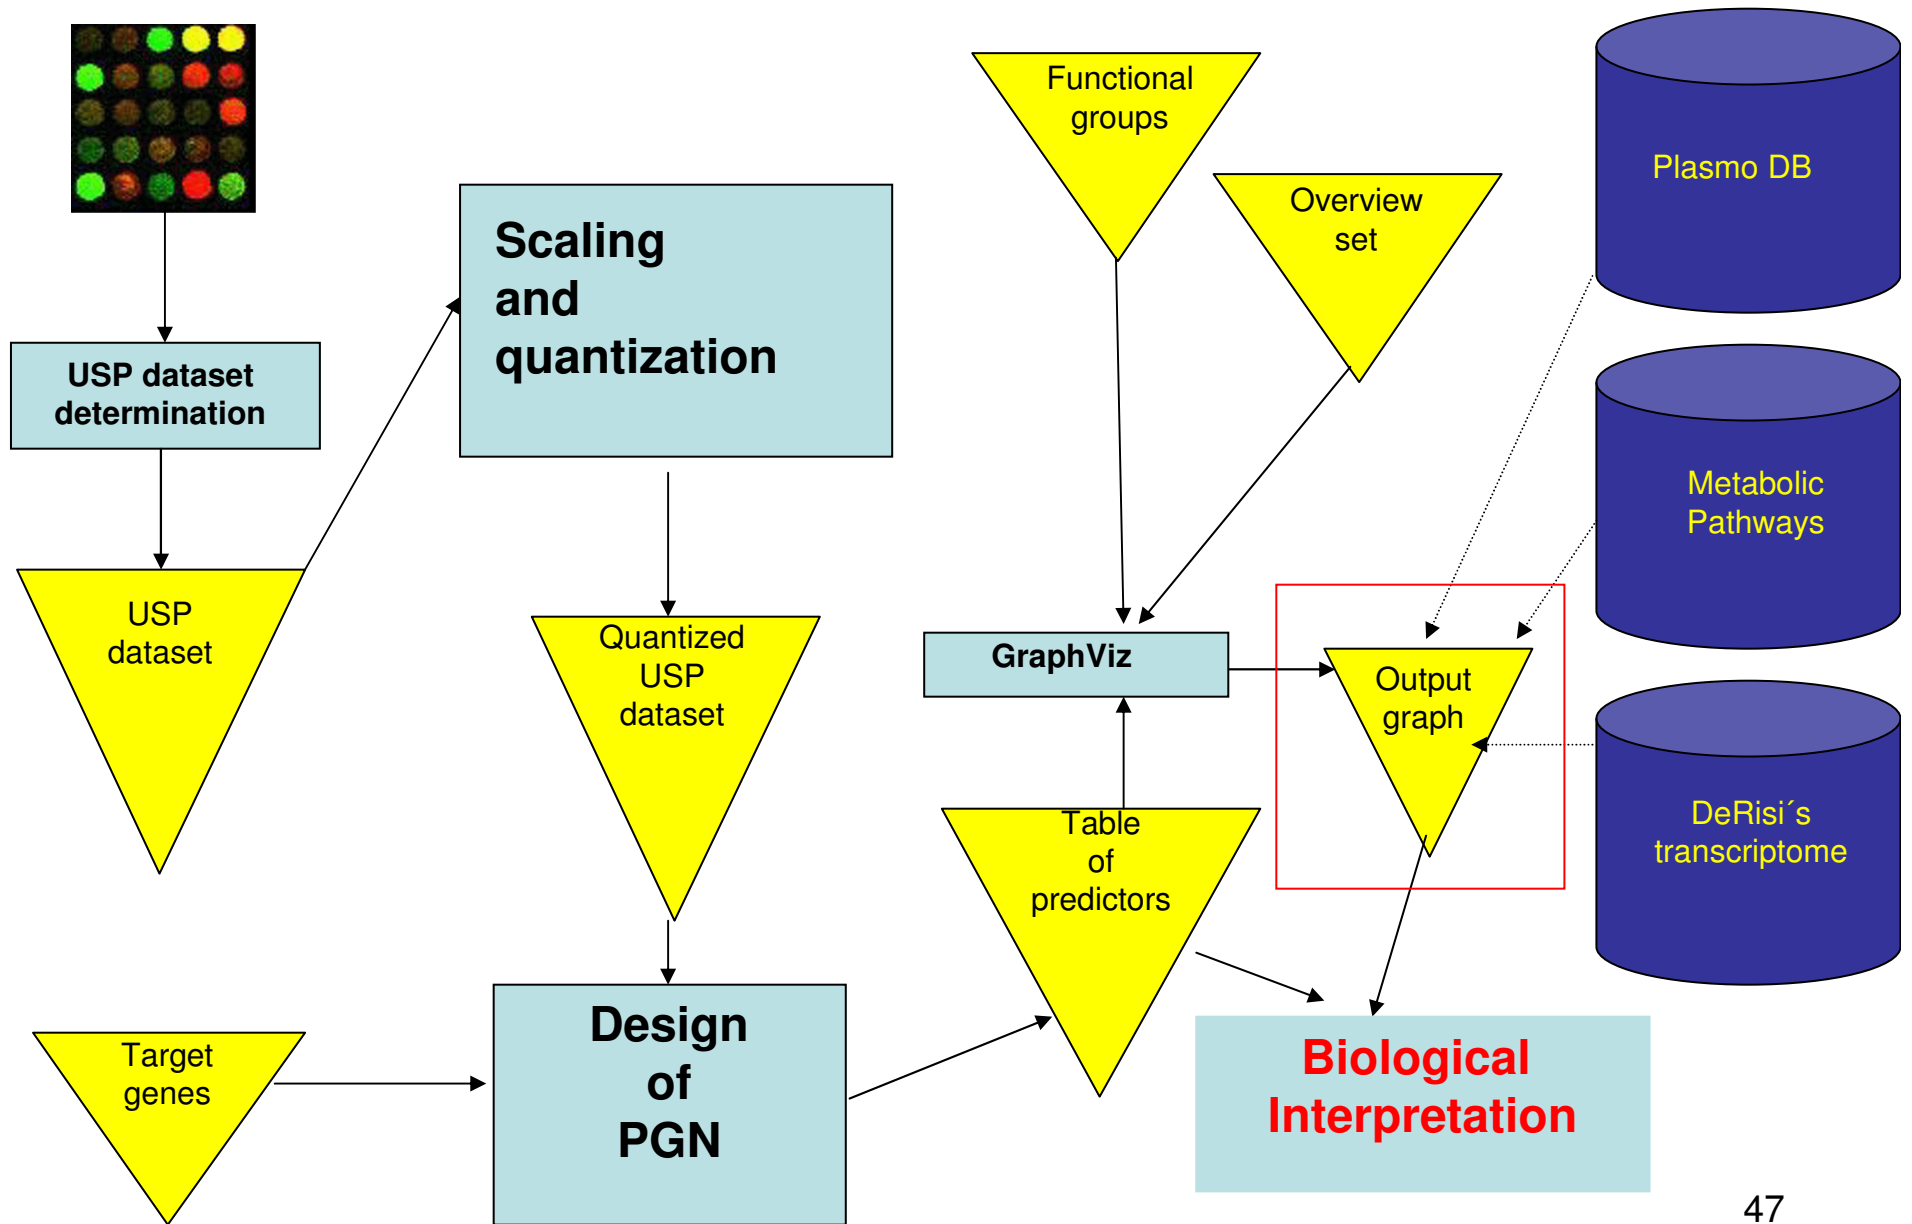 Functional
groups
Plasmo DB
Overview
set
Scaling
and
quantization
USP dataset
determination
Metabolic
Pathways
USP
dataset
Quantized
USP
dataset
GraphViz
Output
graph
DeRisi´s
transcriptome
Table
of
predictors
Target
genes
Design
of
PGN
Biological
Interpretation
47